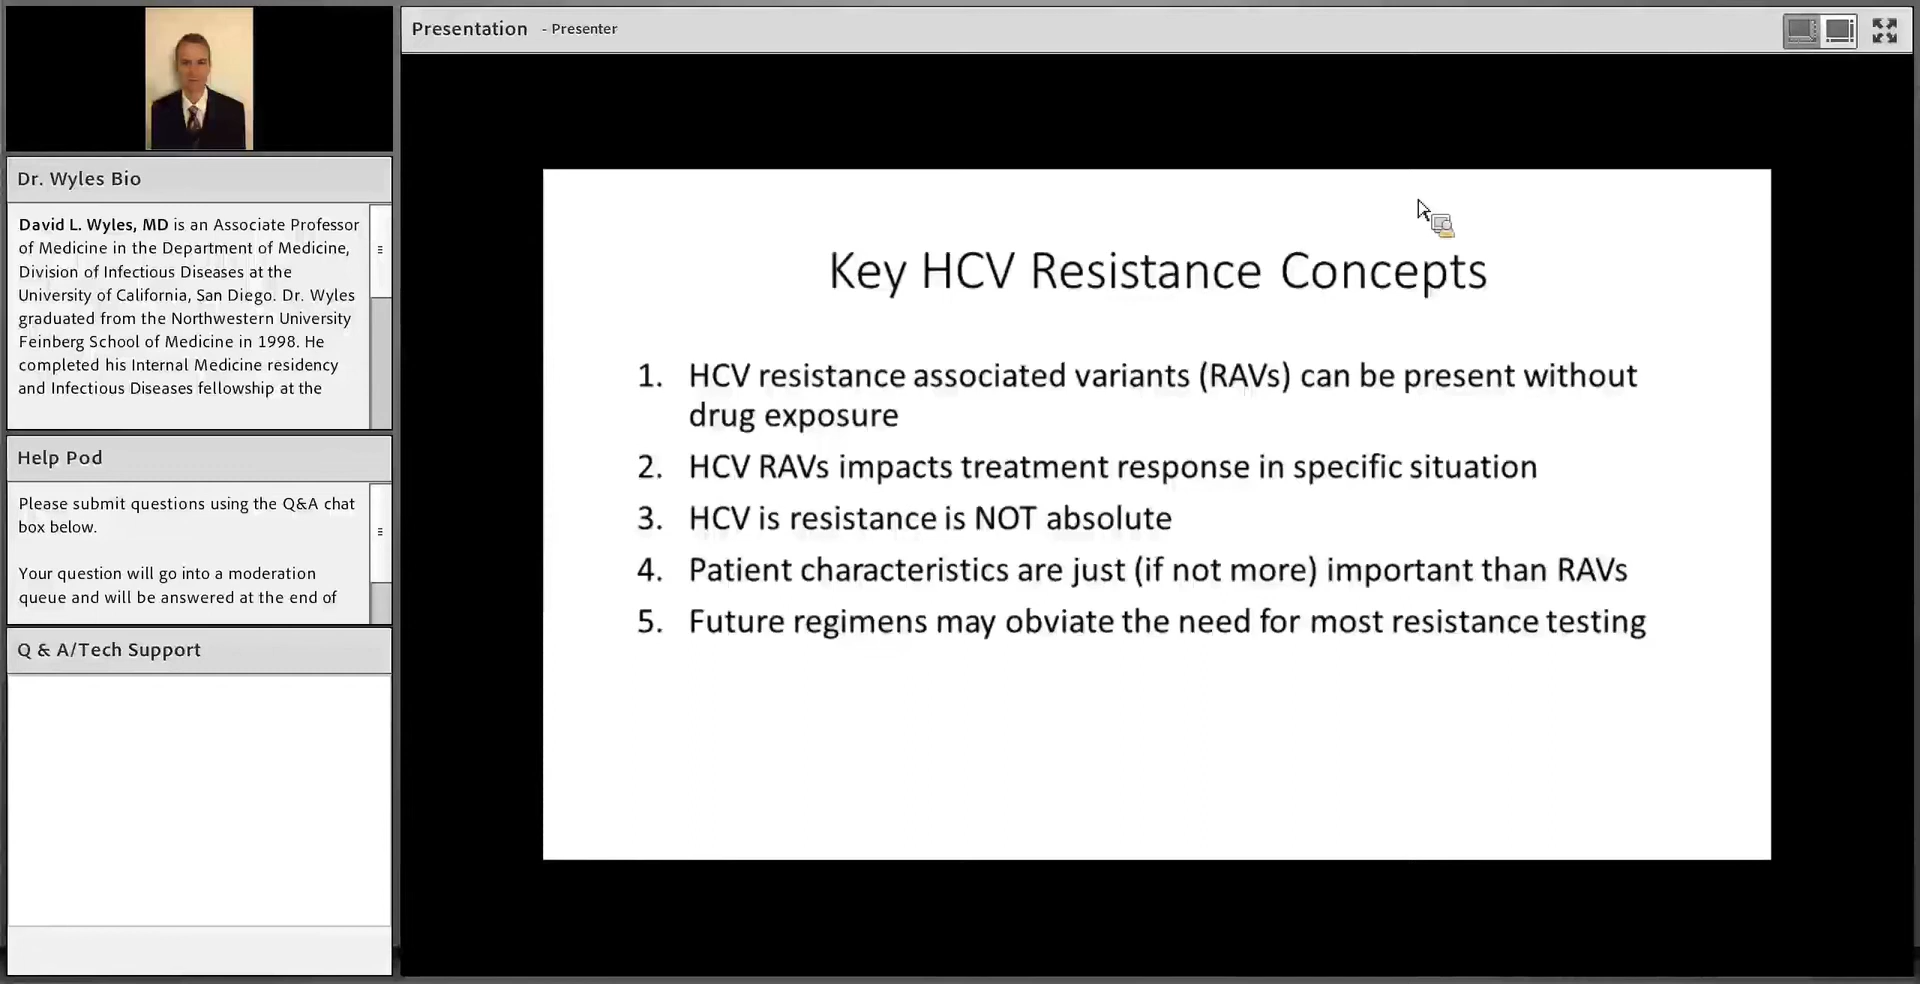 Presentation - Presenter
Dr. Wyles Bio
David L. Wyles, MD is an Associate Professor
of Medicine in the Department of Medicine,
Division of Infectious Diseases at the
University of California, San Diego. Dr. Wyles
graduated from the Northwestern University
Feinberg School of Medicine in 1998. He
completed his Internal Medicine residency
and Infectious Diseases fellowship at the
Help Pod
Please submit questions using the Q&A chat
box below.
Your question will go into a moderation
queue and will be answered at the end of
Q & A/Tech Support
Key HCV Resistance Concepts
1. HCV resistance associated variants (RAVs) can be present without
drug exposure
2. HCV RAVs impacts treatment response in specific situation
3. HCV is resistance is NOT absolute
4. Patient characteristics are just (if not more) important than RAVs
5. Future regimens may obviate the need for most resistance testing